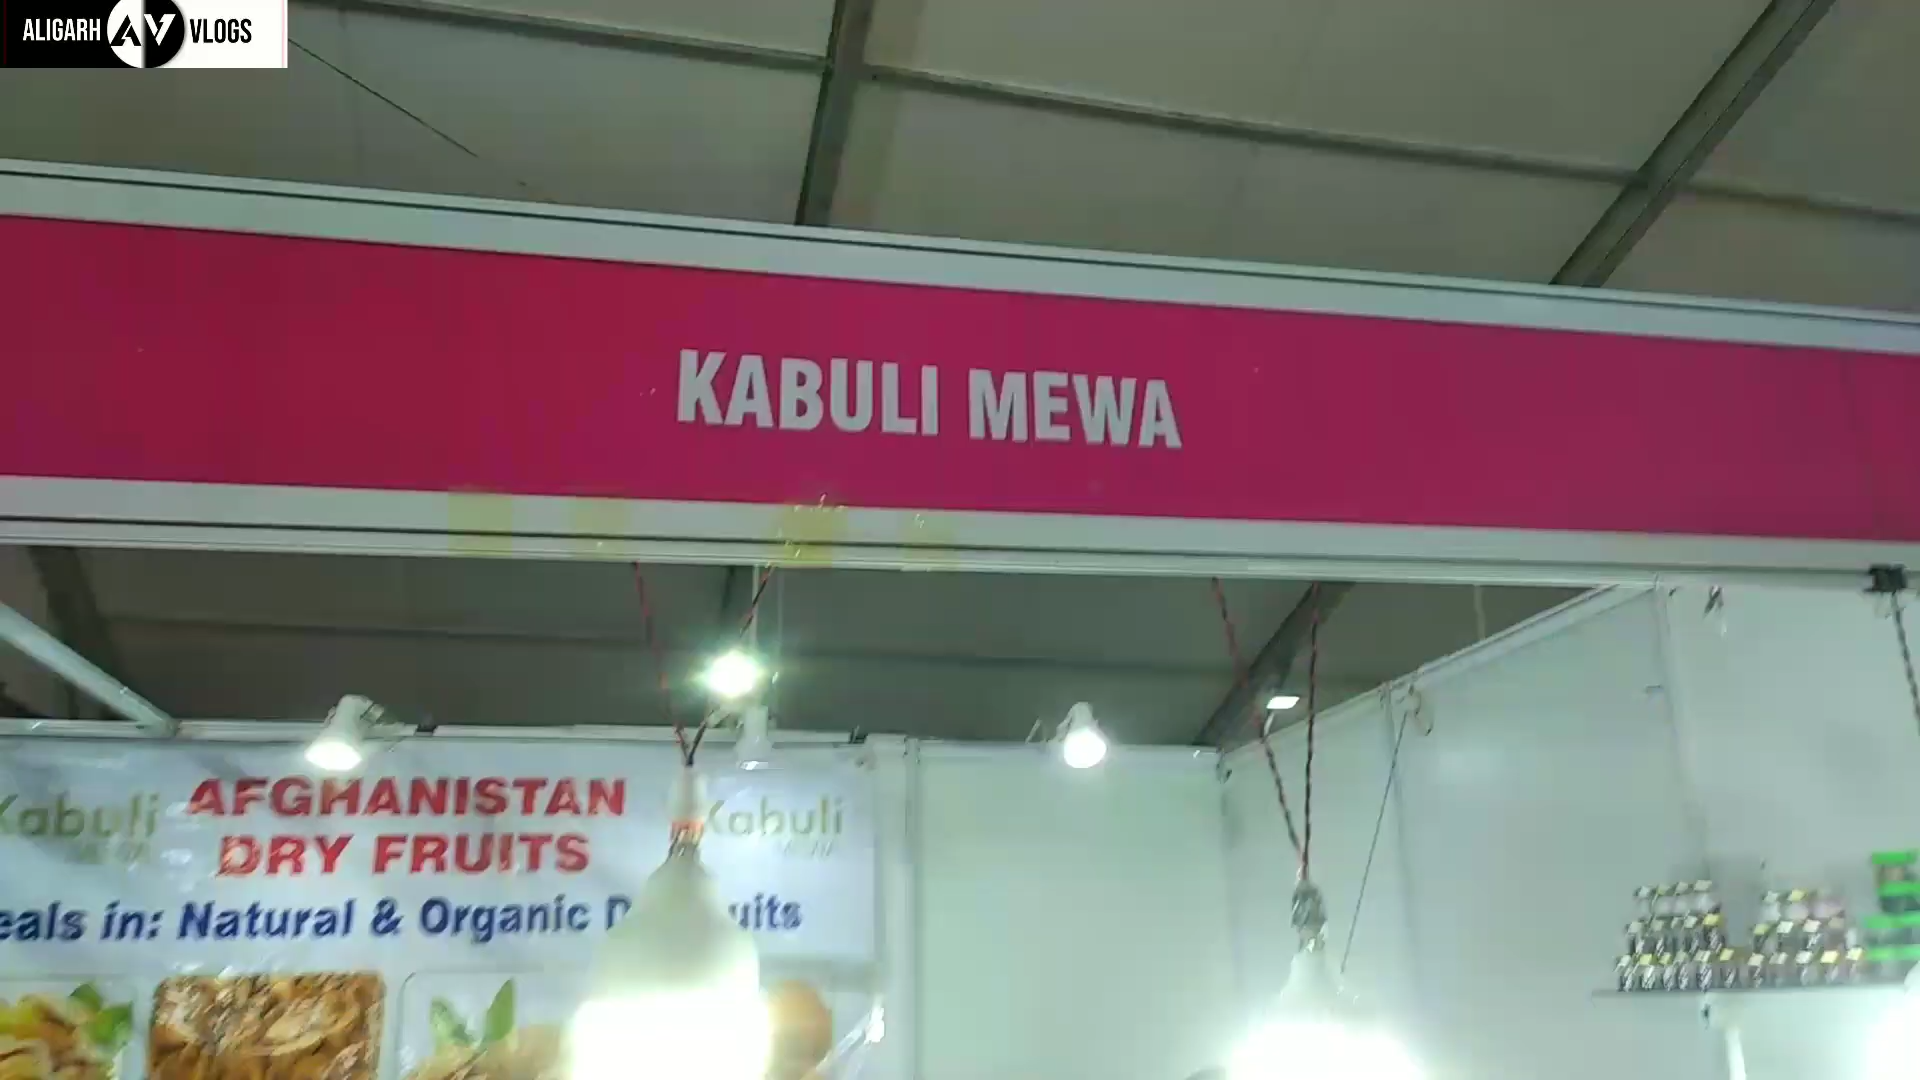 ALIGARH AV VLOGS
KABULI MEWA
Kabuli AFGHANISTAN Kabuli
DRY FRUITS
eals in: Natural & Organic D uits